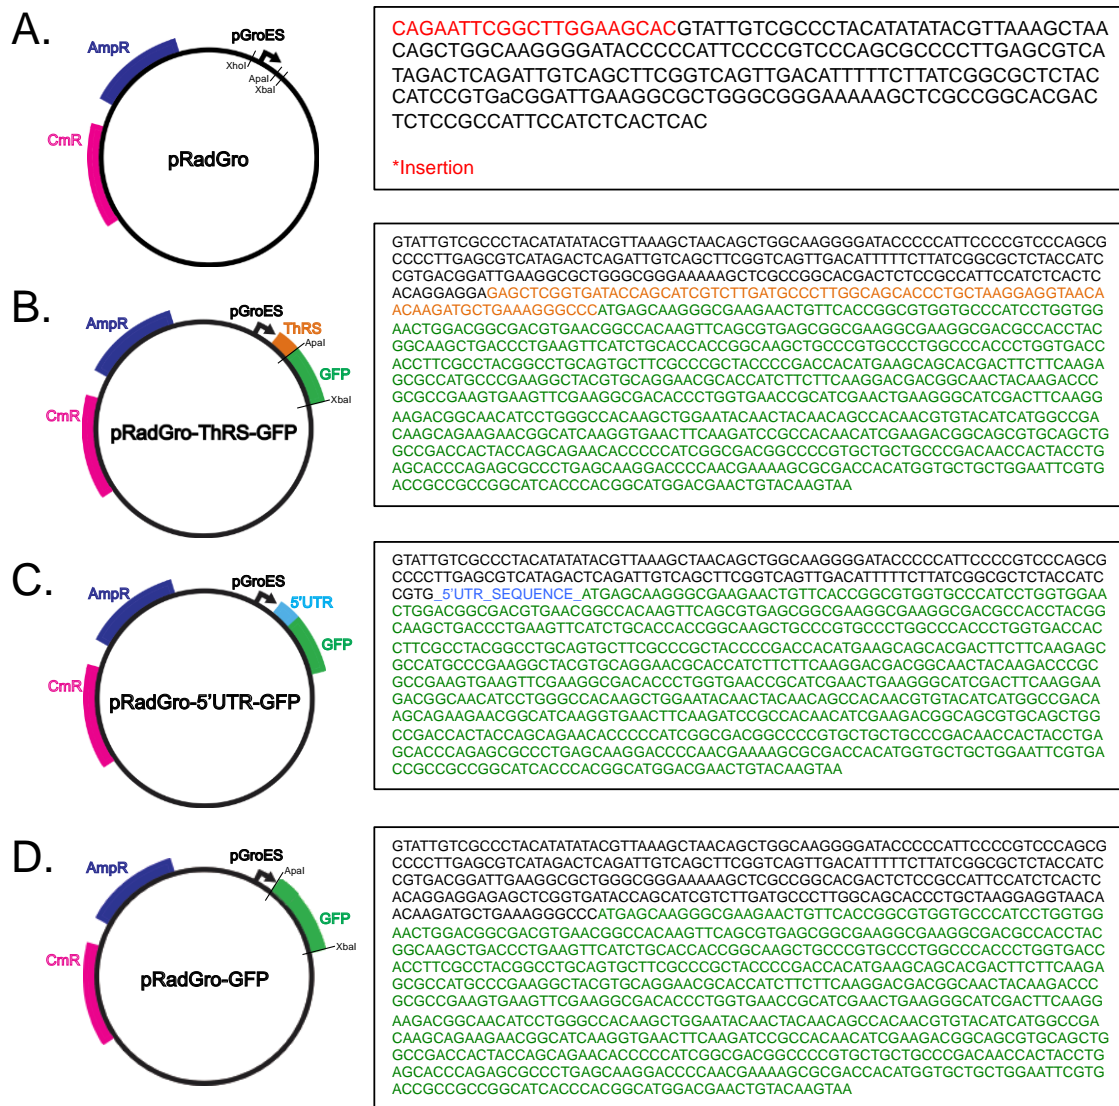 A.
AmpR
pGroES
XhoI
ApaI
XbaI
CmR
pRadGro
CAGAATTCGGCTTGGAAGCACGTATTGTCGCCCTACATATATACGTTAAAGCTAA
CAGCTGGCAAGGGGATACCCCCATTCCCCGTCCCAGCGCCCCTTGAGCGTCA
TAGACTCAGATTGTCAGCTTCGGTCAGTTGACATTTTTCTTATCGGCGCTCTAC
CATCCGTGaCGGATTGAAGGCGCTGGGCGGGAAAAAGCTCGCCGGCACGAC
TCTCCGCCATTCCATCTCACTCAC
*Insertion
B.
AmpR
pGroES
ThRS
ApaI
GFP
CmR
XbaI
pRadGro-ThRS-GFP
GTATTGTCGCCCTACATATATACGTTAAAGCTAACAGCTGGCAAGGGGATACCCCCATTCCCCGTCCCAGCG
CCCCTTGAGCGTCATAGACTCAGATTGTCAGCTTCGGTCAGTTGACATTTTTCTTATCGGCGCTCTACCATC
CGTGACGGATTGAAGGCGCTGGGCGGGAAAAAGCTCGCCGGCACGACTCTCCGCCATTCCATCTCACTC
ACAGGAGGAGAGCTCGGTGATACCAGCATCGTCTTGATGCCCTTGGCAGCACCCTGCTAAGGAGGTAACA
ACAAGATGCTGAAAGGGCCCATGAGCAAGGGCGAAGAACTGTTCACCGGCGTGGTGCCCATCCTGGTGG
AACTGGACGGCGACGTGAACGGCCACAAGTTCAGCGTGAGCGGCGAAGGCGAAGGCGACGCCACCTAC
GGCAAGCTGACCCTGAAGTTCATCTGCACCACCGGCAAGCTGCCCGTGCCCTGGCCCACCCTGGTGACC
ACCTTCGCCTACGGCCTGCAGTGCTTCGCCCGCTACCCCGACCACATGAAGCAGCACGACTTCTTCAAGA
GCGCCATGCCCGAAGGCTACGTGCAGGAACGCACCATCTTCTTCAAGGACGACGGCAACTACAAGACCC
GCGCCGAAGTGAAGTTCGAAGGCGACACCCTGGTGAACCGCATCGAACTGAAGGGCATCGACTTCAAGG
AAGACGGCAACATCCTGGGCCACAAGCTGGAATACAACTACAACAGCCACAACGTGTACATCATGGCCGA
CAAGCAGAAGAACGGCATCAAGGTGAACTTCAAGATCCGCCACAACATCGAAGACGGCAGCGTGCAGCTG
GCCGACCACTACCAGCAGAACACCCCCATCGGCGACGGCCCCGTGCTGCTGCCCGACAACCACTACCTG
AGCACCCAGAGCGCCCTGAGCAAGGACCCCAACGAAAAGCGCGACCACATGGTGCTGCTGGAATTCGTG
ACCGCCGCCGGCATCACCCACGGCATGGACGAACTGTACAAGTAA
C.
AmpR
pGroES
5'UTR
GFP
CmR
pRadGro-5'UTR-GFP
GTATTGTCGCCCTACATATATACGTTAAAGCTAACAGCTGGCAAGGGGATACCCCCATTCCCCGTCCCAGCG
CCCCTTGAGCGTCATAGACTCAGATTGTCAGCTTCGGTCAGTTGACATTTTTCTTATCGGCGCTCTACCATC
CGTG_5'UTR_SEQUENCE_ATGAGCAAGGGCGAAGAACTGTTCACCGGCGTGGTGCCCATCCTGGTGGAA
CTGGACGGCGACGTGAACGGCCACAAGTTCAGCGTGAGCGGCGAAGGCGAAGGCGACGCCACCTACGG
CAAGCTGACCCTGAAGTTCATCTGCACCACCGGCAAGCTGCCCGTGCCCTGGCCCACCCTGGTGACCAC
CTTCGCCTACGGCCTGCAGTGCTTCGCCCGCTACCCCGACCACATGAAGCAGCACGACTTCTTCAAGAGC
GCCATGCCCGAAGGCTACGTGCAGGAACGCACCATCTTCTTCAAGGACGACGGCAACTACAAGACCCGC
GCCGAAGTGAAGTTCGAAGGCGACACCCTGGTGAACCGCATCGAACTGAAGGGCATCGACTTCAAGGAA
GACGGCAACATCCTGGGCCACAAGCTGGAATACAACTACAACAGCCACAACGTGTACATCATGGCCGACA
AGCAGAAGAACGGCATCAAGGTGAACTTCAAGATCCGCCACAACATCGAAGACGGCAGCGTGCAGCTGG
CCGACCACTACCAGCAGAACACCCCCATCGGCGACGGCCCCGTGCTGCTGCCCGACAACCACTACCTGA
GCACCCAGAGCGCCCTGAGCAAGGACCCCAACGAAAAGCGCGACCACATGGTGCTGCTGGAATTCGTGA
CCGCCGCCGGCATCACCCACGGCATGGACGAACTGTACAAGTAA
D.
AmpR
pGroES
ApaI
GFP
CmR
XbaI
pRadGro-GFP
GTATTGTCGCCCTACATATATACGTTAAAGCTAACAGCTGGCAAGGGGATACCCCCATTCCCCGTCCCAGCG
CCCCTTGAGCGTCATAGACTCAGATTGTCAGCTTCGGTCAGTTGACATTTTTCTTATCGGCGCTCTACCATC
CGTGACGGATTGAAGGCGCTGGGCGGGAAAAAGCTCGCCGGCACGACTCTCCGCCATTCCATCTCACTC
ACAGGAGGAGAGCTCGGTGATACCAGCATCGTCTTGATGCCCTTGGCAGCACCCTGCTAAGGAGGTAACA
ACAAGATGCTGAAAGGGCCCATGAGCAAGGGCGAAGAACTGTTCACCGGCGTGGTGCCCATCCTGGTGG
AACTGGACGGCGACGTGAACGGCCACAAGTTCAGCGTGAGCGGCGAAGGCGAAGGCGACGCCACCTAC
GGCAAGCTGACCCTGAAGTTCATCTGCACCACCGGCAAGCTGCCCGTGCCCTGGCCCACCCTGGTGACC
ACCTTCGCCTACGGCCTGCAGTGCTTCGCCCGCTACCCCGACCACATGAAGCAGCACGACTTCTTCAAGA
GCGCCATGCCCGAAGGCTACGTGCAGGAACGCACCATCTTCTTCAAGGACGACGGCAACTACAAGACCC
GCGCCGAAGTGAAGTTCGAAGGCGACACCCTGGTGAACCGCATCGAACTGAAGGGCATCGACTTCAAGG
AAGACGGCAACATCCTGGGCCACAAGCTGGAATACAACTACAACAGCCACAACGTGTACATCATGGCCGA
CAAGCAGAAGAACGGCATCAAGGTGAACTTCAAGATCCGCCACAACATCGAAGACGGCAGCGTGCAGCTG
GCCGACCACTACCAGCAGAACACCCCCATCGGCGACGGCCCCGTGCTGCTGCCCGACAACCACTACCTG
AGCACCCAGAGCGCCCTGAGCAAGGACCCCAACGAAAAGCGCGACCACATGGTGCTGCTGGAATTCGTG
ACCGCCGCCGGCATCACCCACGGCATGGACGAACTGTACAAGTAA